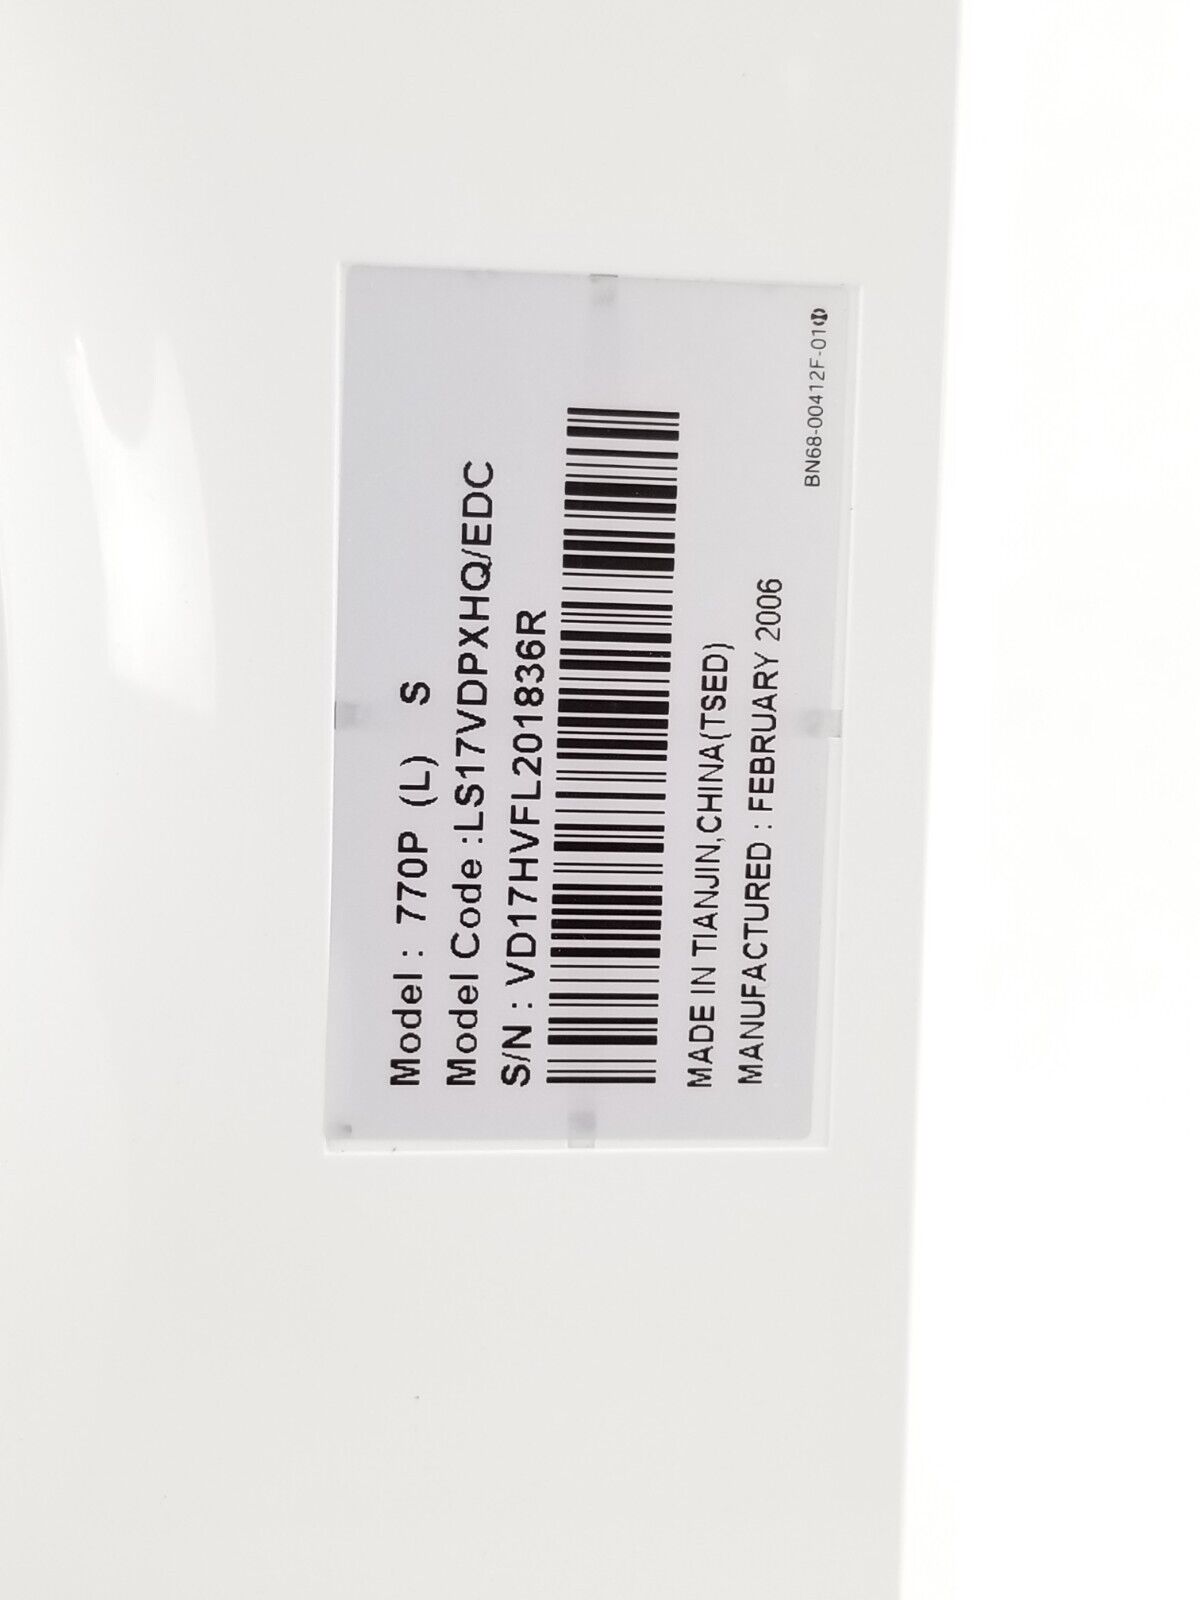 Model : 770P (L) S
Model Code :LS17VDPXHQ/EDC
S/N : VD17HVFL201836R
MADE IN TIANJIN,CHINA(TSED)
MANUFACTURED : FEBRUARY 2006
BN68-00412F-01